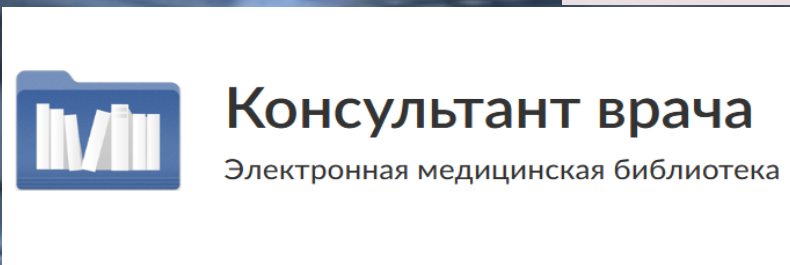 Консультант врача
Электронная медицинская библиотека